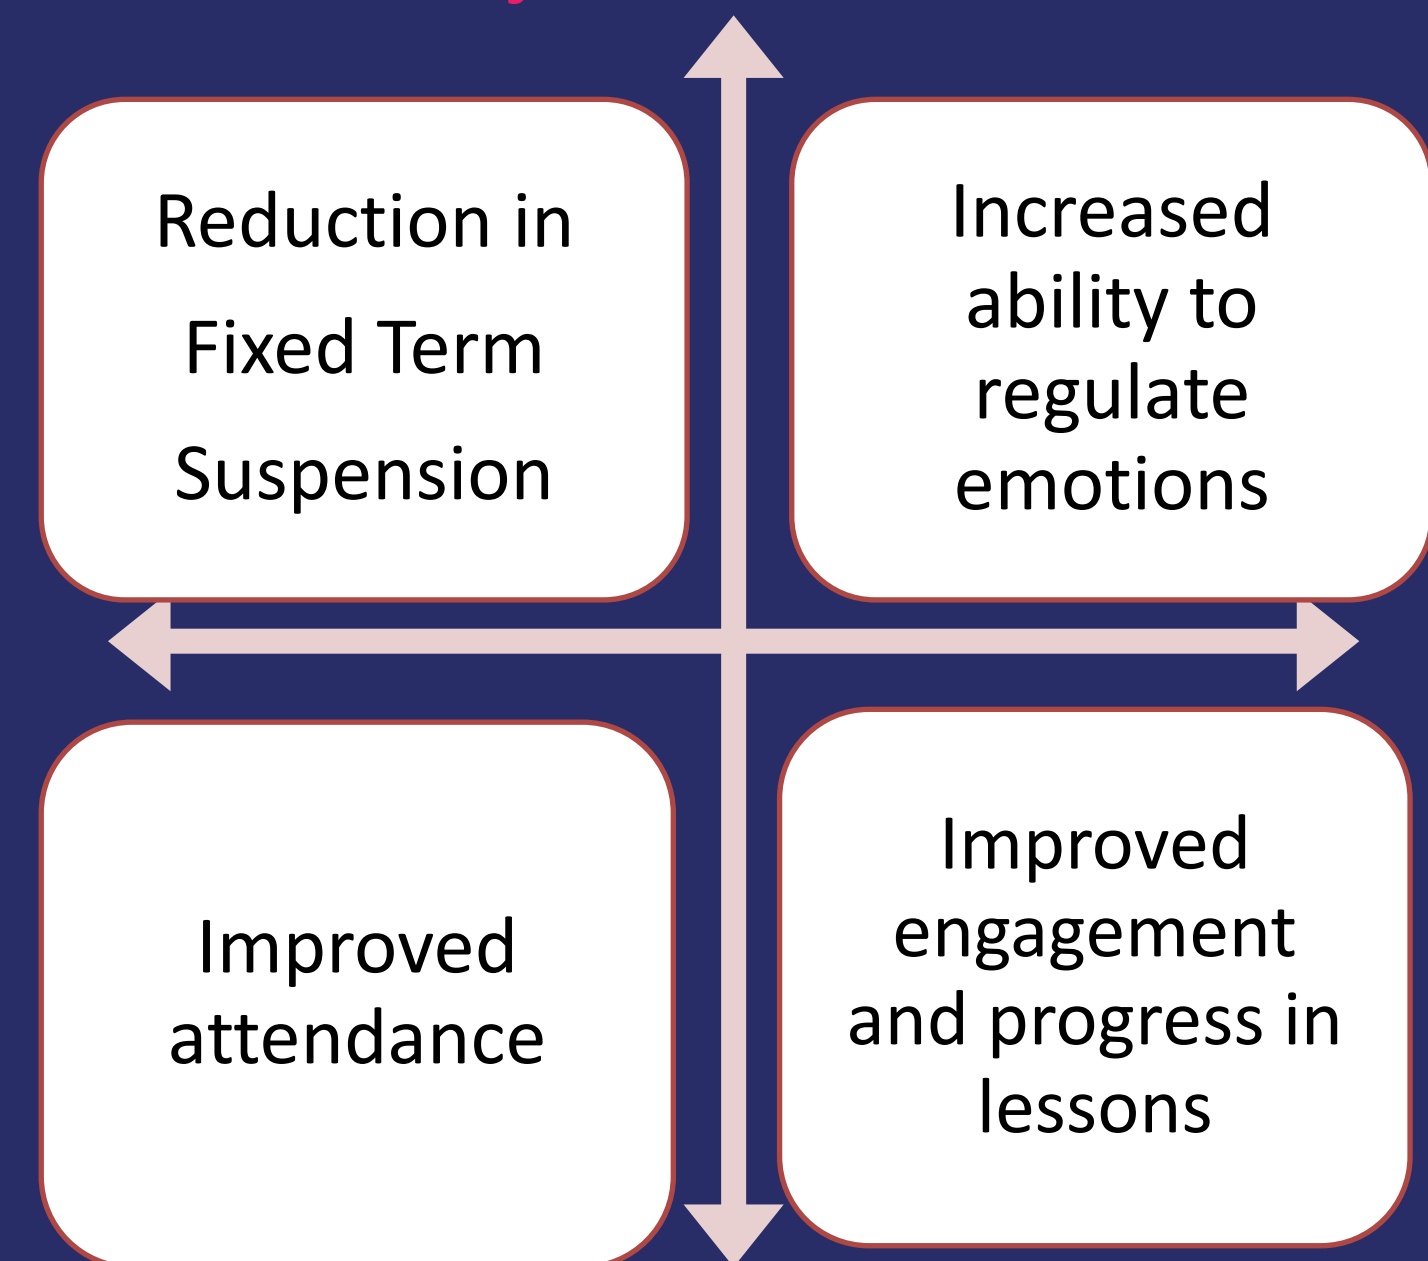 Reduction in
Fixed Term
Suspension
Increased
ability to
regulate
emotions
Improved
attendance
Improved
engagement
and progress in
lessons